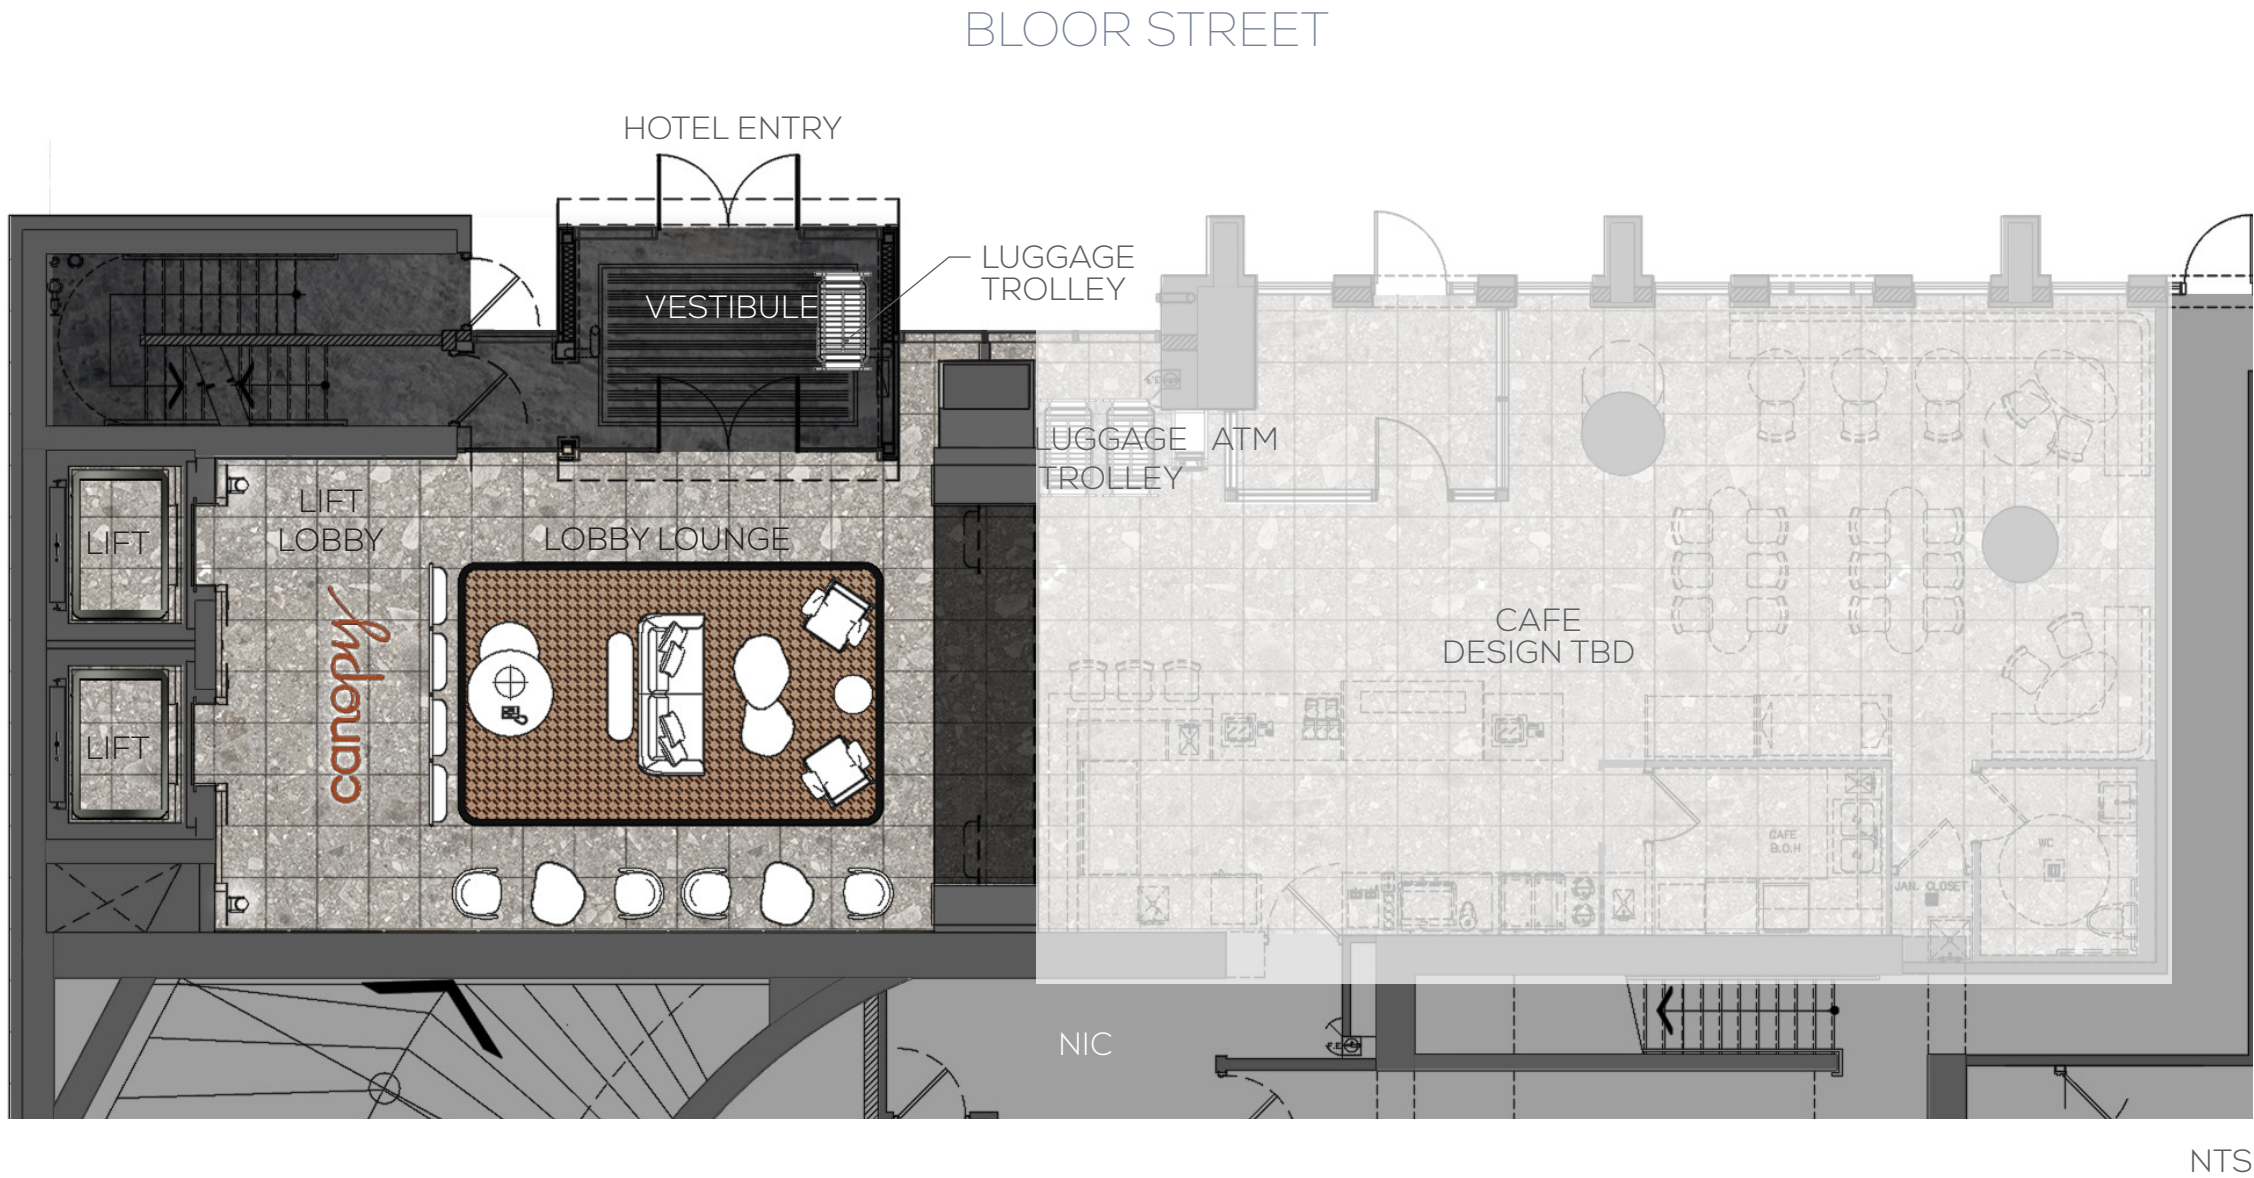 BLOOR STREET
HOTEL ENTRY
LUGGAGE
TROLLEY
VESTIBULE
F.E.
LUGGAGE
TROLLEY
ATM
LIFT
LOBBY
LIFT
LOBBY LOUNGE
canopy
LIFT
CAFE
DESIGN TBD
CAFE
B.O.H
WC
JAN. CLOSET
NIC
F.E.
NTS